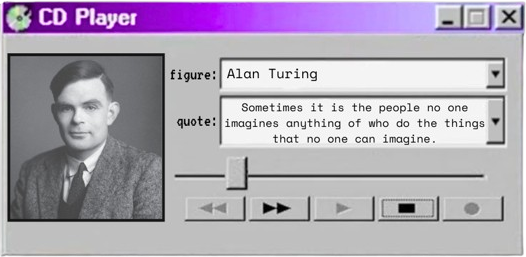 CD Player
figure: Alan Turing
quote: Sometimes it is the people no one
imagines anything of who do the things
that no one can imagine.